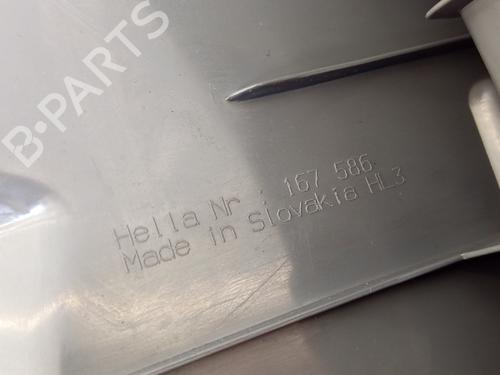 B-PARTS
Hella Nr. 167 586.
Made in Slovakia HL3